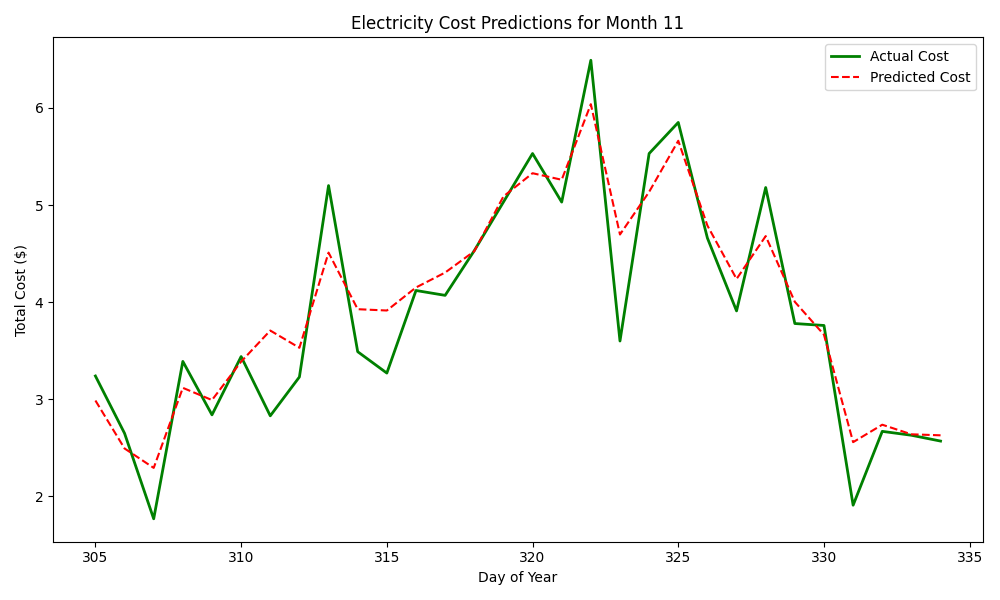 Electricity Cost Predictions for Month 11
Actual Cost
Predicted Cost
Total Cost ($)
6
5
4
3
2
305
310
315
320
325
330
335
Day of Year